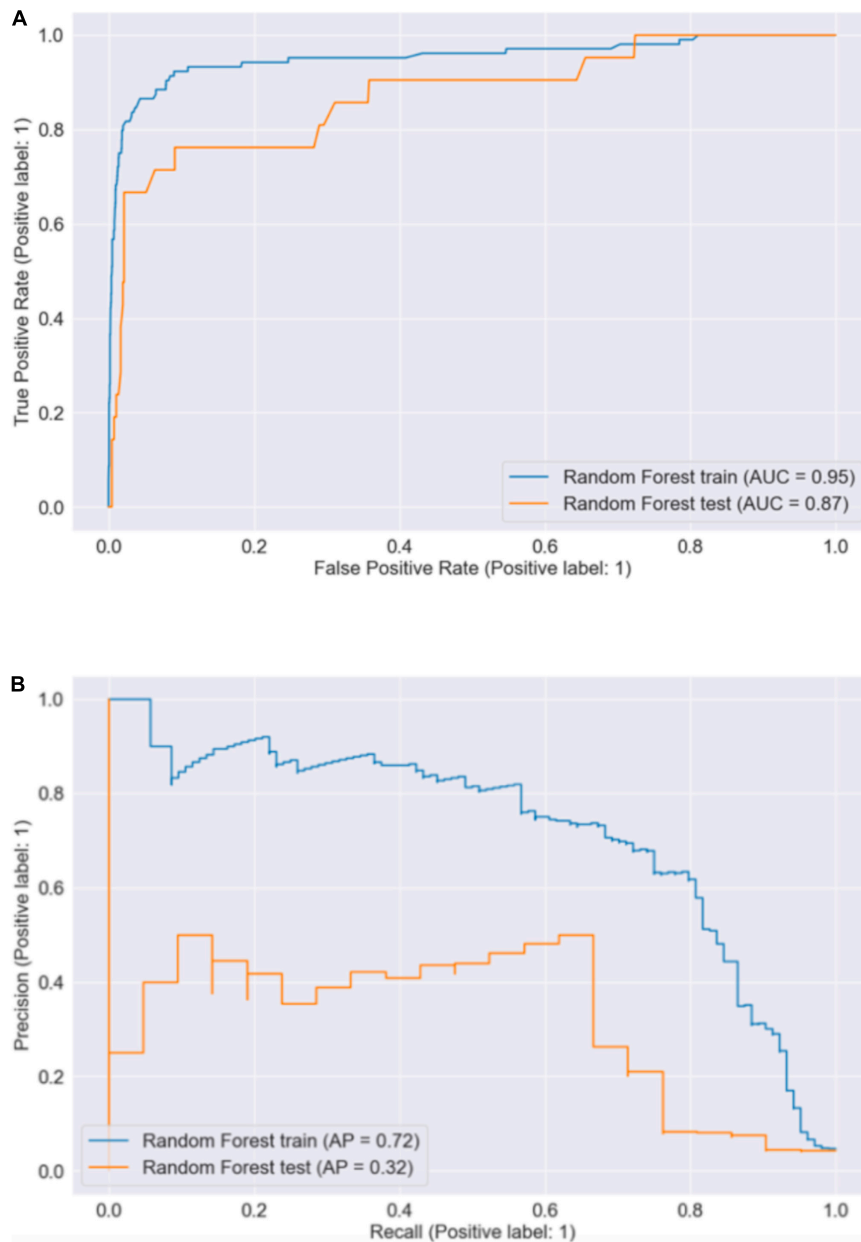 A
1.0
0.8
0.6
0.4
0.2
0.0
True Positive Rate (Positive label: 1)
Random Forest train (AUC = 0.95)
Random Forest test (AUC = 0.87)
0.0 0.2 0.4 0.6 0.8 1.0
False Positive Rate (Positive label: 1)
B
1.0
0.8
0.6
0.4
0.2
0.0
Precision (Positive label: 1)
Random Forest train (AP = 0.72)
Random Forest test (AP = 0.32)
0.0 0.2 0.4 0.6 0.8 1.0
Recall (Positive label: 1)